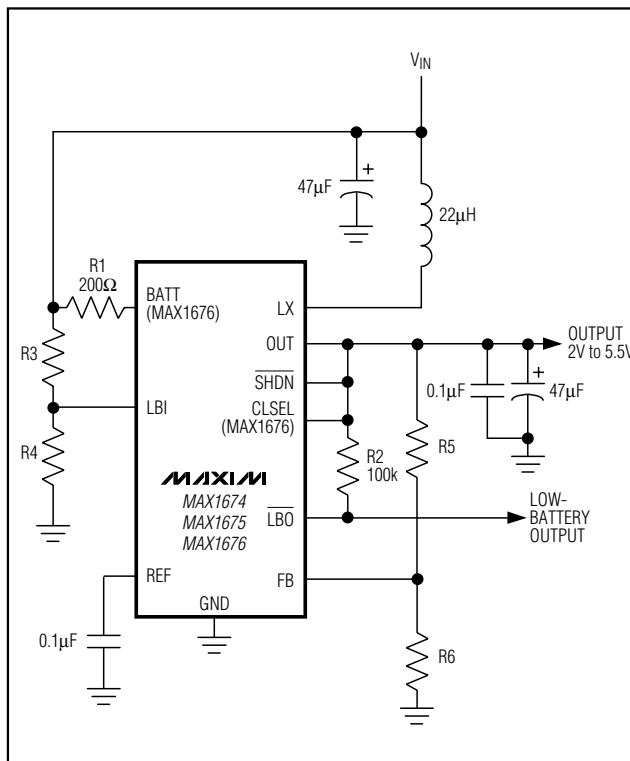 V_IN
47µF
+
22µH
R1
200Ω
BATT
(MAX1676)
LX
OUT
OUTPUT
2V to 5.5V
R3
SHDN
0.1µF
+
47µF
CLSEL
(MAX1676)
LBI
R5
R2
100k
R4
MAXIM
MAX1674
MAX1675
MAX1676
LBO
LOW-
BATTERY
OUTPUT
REF
FB
GND
0.1µF
R6